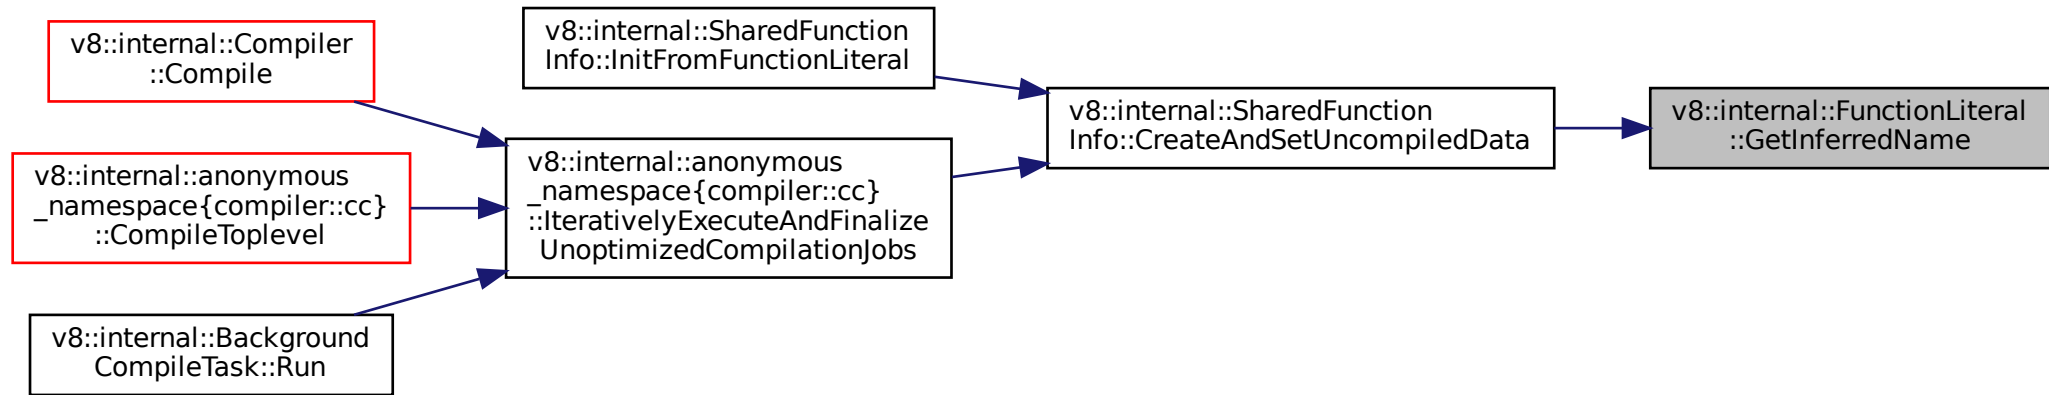 v8::internal::Compiler
::Compile
v8::internal::anonymous
_namespace{compiler::cc}
::CompileToplevel
v8::internal::Background
CompileTask::Run
v8::internal::SharedFunction
Info::InitFromFunctionLiteral
v8::internal::anonymous
_namespace{compiler::cc}
::IterativelyExecuteAndFinalize
UnoptimizedCompilationJobs
v8::internal::SharedFunction
Info::CreateAndSetUncompiledData
v8::internal::FunctionLiteral
::GetInferredName